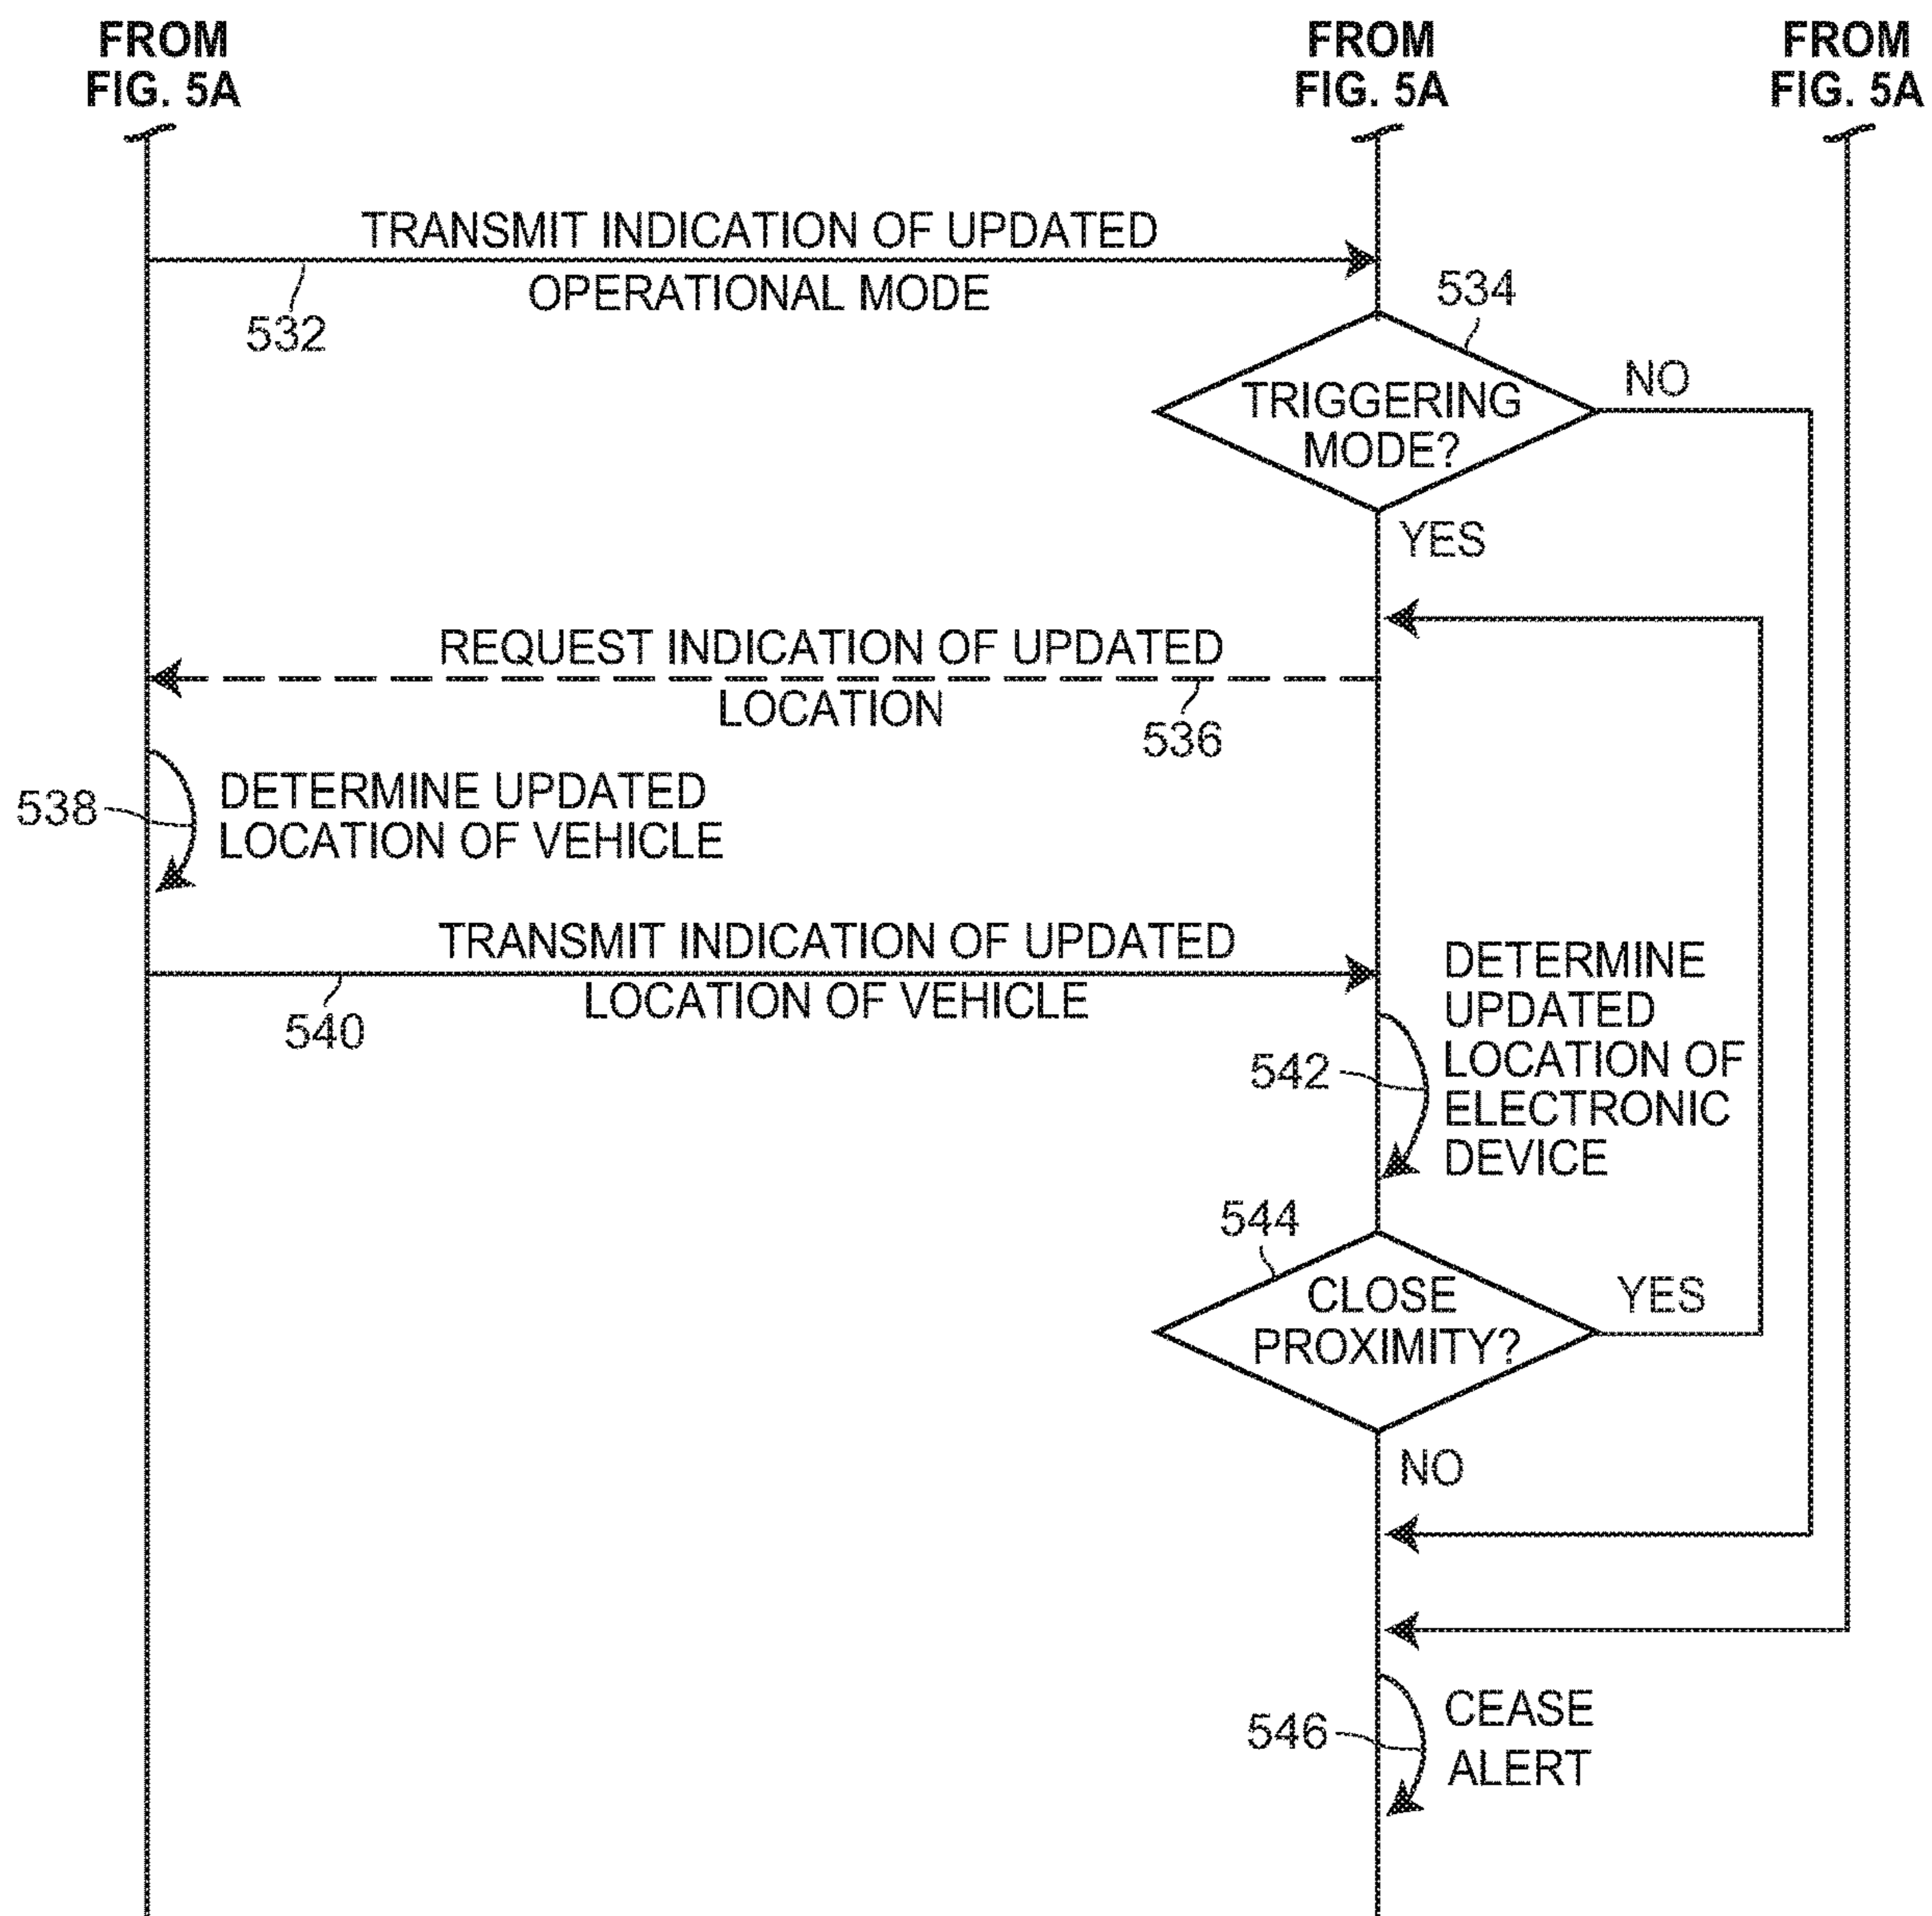 FROM
FIG. 5A
FROM
FIG. 5A
FROM
FIG. 5A
TRANSMIT INDICATION OF UPDATED
OPERATIONAL MODE
532
534
TRIGGERING
MODE?
NO
YES
REQUEST INDICATION OF UPDATED
LOCATION
536
538
DETERMINE UPDATED
LOCATION OF VEHICLE
TRANSMIT INDICATION OF UPDATED
LOCATION OF VEHICLE
540
DETERMINE
UPDATED
LOCATION OF
ELECTRONIC
DEVICE
542
544
CLOSE
PROXIMITY?
YES
NO
546
CEASE
ALERT